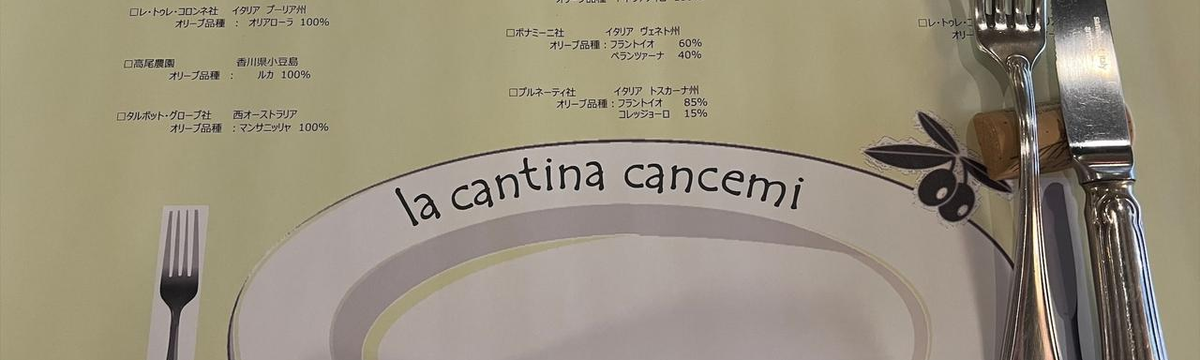 □レ・トゥレ・コロンネ社 イタリア プーリア州
オリーブ品種 : オリアローラ 100%
□高尾農園 香川県小豆島
オリーブ品種 : ルカ 100%
□タルボット・グローブ社 西オーストラリア
オリーブ品種 : マンサニッリャ 100%
□ボナミーニ社 イタリア ヴェネト州
オリーブ品種 : フラントイオ 60%
ペランツァーナ 40%
□ブルネーティ社 イタリア トスカーナ州
オリーブ品種 : フラントイオ 85%
コレッジョーロ 15%
□レ・トゥレ・コ
オリー
la cantina cancemi